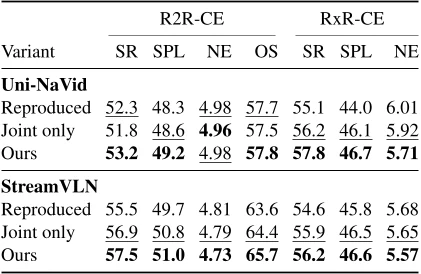 R2R-CE RxR-CE
Variant SR SPL NE OS SR SPL NE
Uni-NaVid
Reproduced 52.3 48.3 4.98 57.7 55.1 44.0 6.01
Joint only 51.8 48.6 4.96 57.5 56.2 46.1 5.92
Ours 53.2 49.2 4.98 57.8 57.8 46.7 5.71
StreamVLN
Reproduced 55.5 49.7 4.81 63.6 54.6 45.8 5.68
Joint only 56.9 50.8 4.79 64.4 55.9 46.5 5.65
Ours 57.5 51.0 4.73 65.7 56.2 46.6 5.57